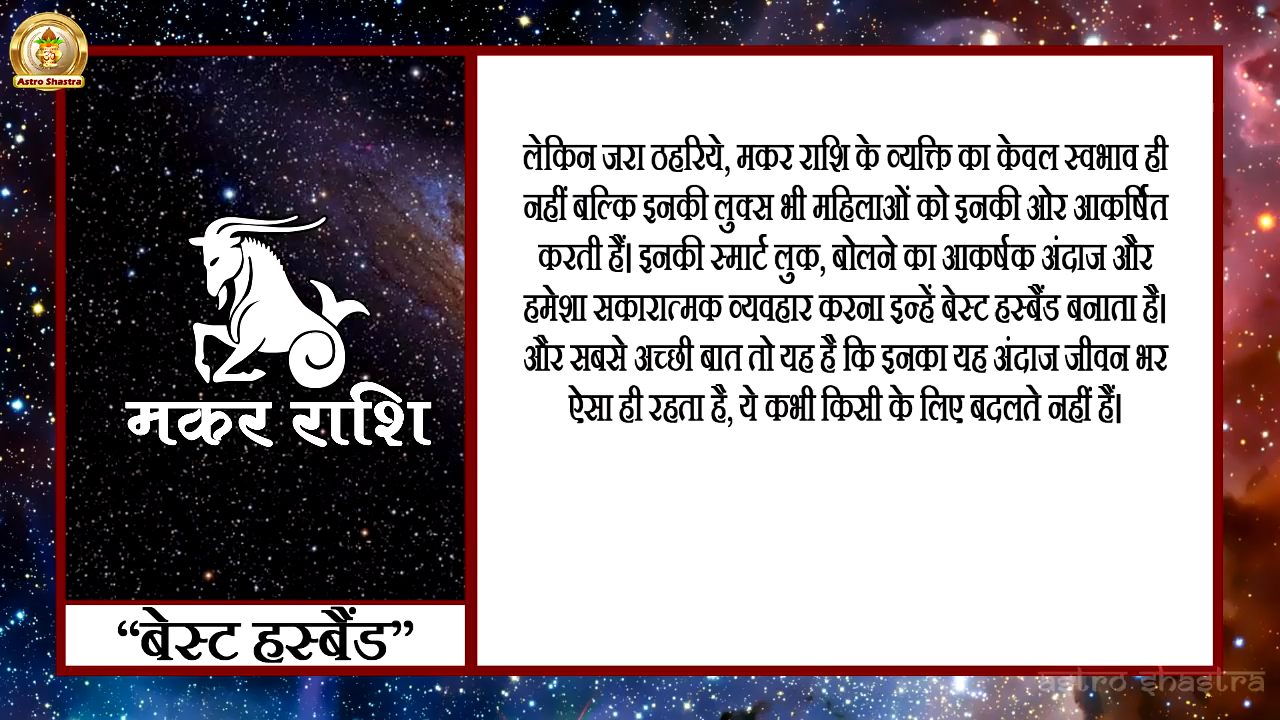 Astro Shastra
लेकिन जरा ठहरिये, मकर राशि के व्यक्ति का केवल स्वभाव ही
नहीं बल्कि इनकी लुक्स भी महिलाओं को इनकी ओर आकर्षित
करती हैं। इनकी स्मार्ट लुक, बोलने का आकर्षक अंदाज और
हमेशा सकारात्मक व्यवहार करना इन्हें बेस्ट हस्बैंड बनाता है।
और सबसे अच्छी बात तो यह है कि इनका यह अंदाज जीवन भर
ऐसा ही रहता है, ये कभी किसी के लिए बदलते नहीं हैं।
मकर राशि
“बेस्ट हस्बैंड”
astro shastra